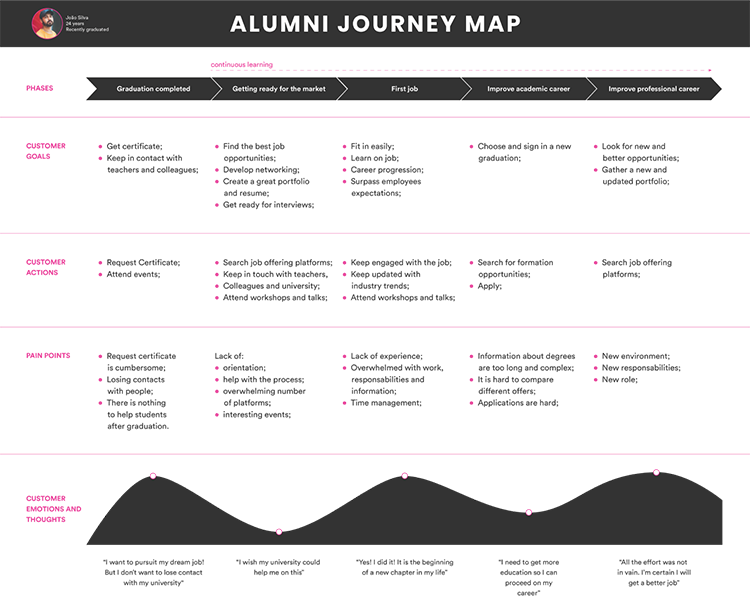 João Silva
24 years
Recently graduated
ALUMNI JOURNEY MAP
continuous learning
PHASES
Graduation completed
Getting ready for the market
First job
Improve academic career
Improve professional career
CUSTOMER
GOALS
Get certificate;
Keep in contact with
teachers and colleagues;
Find the best job
opportunities;
Develop networking;
Create a great portfolio
and resume;
Get ready for interviews;
Fit in easily;
Learn on job;
Career progression;
Surpass employees
expectations;
Choose and sign in a new
graduation;
Look for new and
better opportunities;
Gather a new and
updated portfolio;
CUSTOMER
ACTIONS
Request Certificate;
Attend events;
Search job offering platforms;
Keep in touch with teachers,
Colleagues and university;
Attend workshops and talks;
Keep engaged with the job;
Keep updated with
industry trends;
Attend workshops and talks;
Search for formation
opportunities;
Apply;
Search job offering
platforms;
PAIN POINTS
Request certificate
is cumbersome;
Losing contacts
with people;
There is nothing
to help students
after graduation.
Lack of:
orientation;
help with the process;
overwhelming number
of platforms;
interesting events;
Lack of experience;
Overwhelmed with work,
responsabilities and
information;
Time management;
Information about degrees
are too long and complex;
It is hard to compare
different offers;
Applications are hard;
New environment;
New responsabilities;
New role;
CUSTOMER
EMOTIONS AND
THOUGHTS
"I want to pursuit my dream job!
But I don't want to lose contact
with my university"
"I wish my university could
help me on this"
"Yes! I did it! It is the beginning
of a new chapter in my life"
"I need to get more
education so I can
proceed on my
career"
"All the effort was not
in vain. I'm certain I will
get a better job"